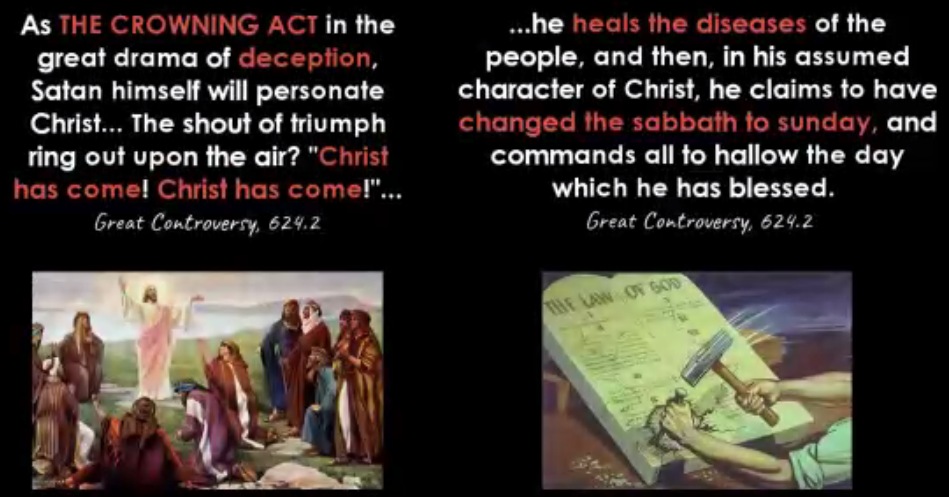 As THE CROWNING ACT in the
great drama of deception,
Satan himself will personate
Christ... The shout of triumph
ring out upon the air? "Christ
has come! Christ has come!"...
Great Controversy, 624.2
...he heals the diseases of the
people, and then, in his assumed
character of Christ, he claims to have
changed the sabbath to sunday, and
commands all to hallow the day
which he has blessed.
Great Controversy, 624.2
THE LAW OF GOD